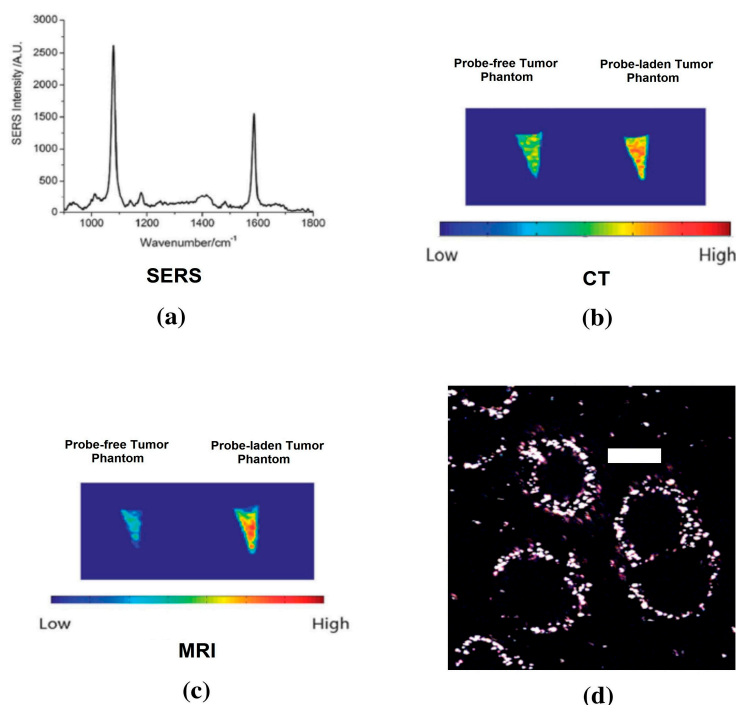 3000
2500
2000
1500
1000
500
0
SERS Intensity /A.U.
1000 1200 1400 1600 1800
Wavenumber/cm⁻¹
SERS
(a)
Probe-free Tumor Phantom
Probe-laden Tumor Phantom
Low High
CT
(b)
Probe-free Tumor Phantom
Probe-laden Tumor Phantom
Low High
MRI
(c)
(d)